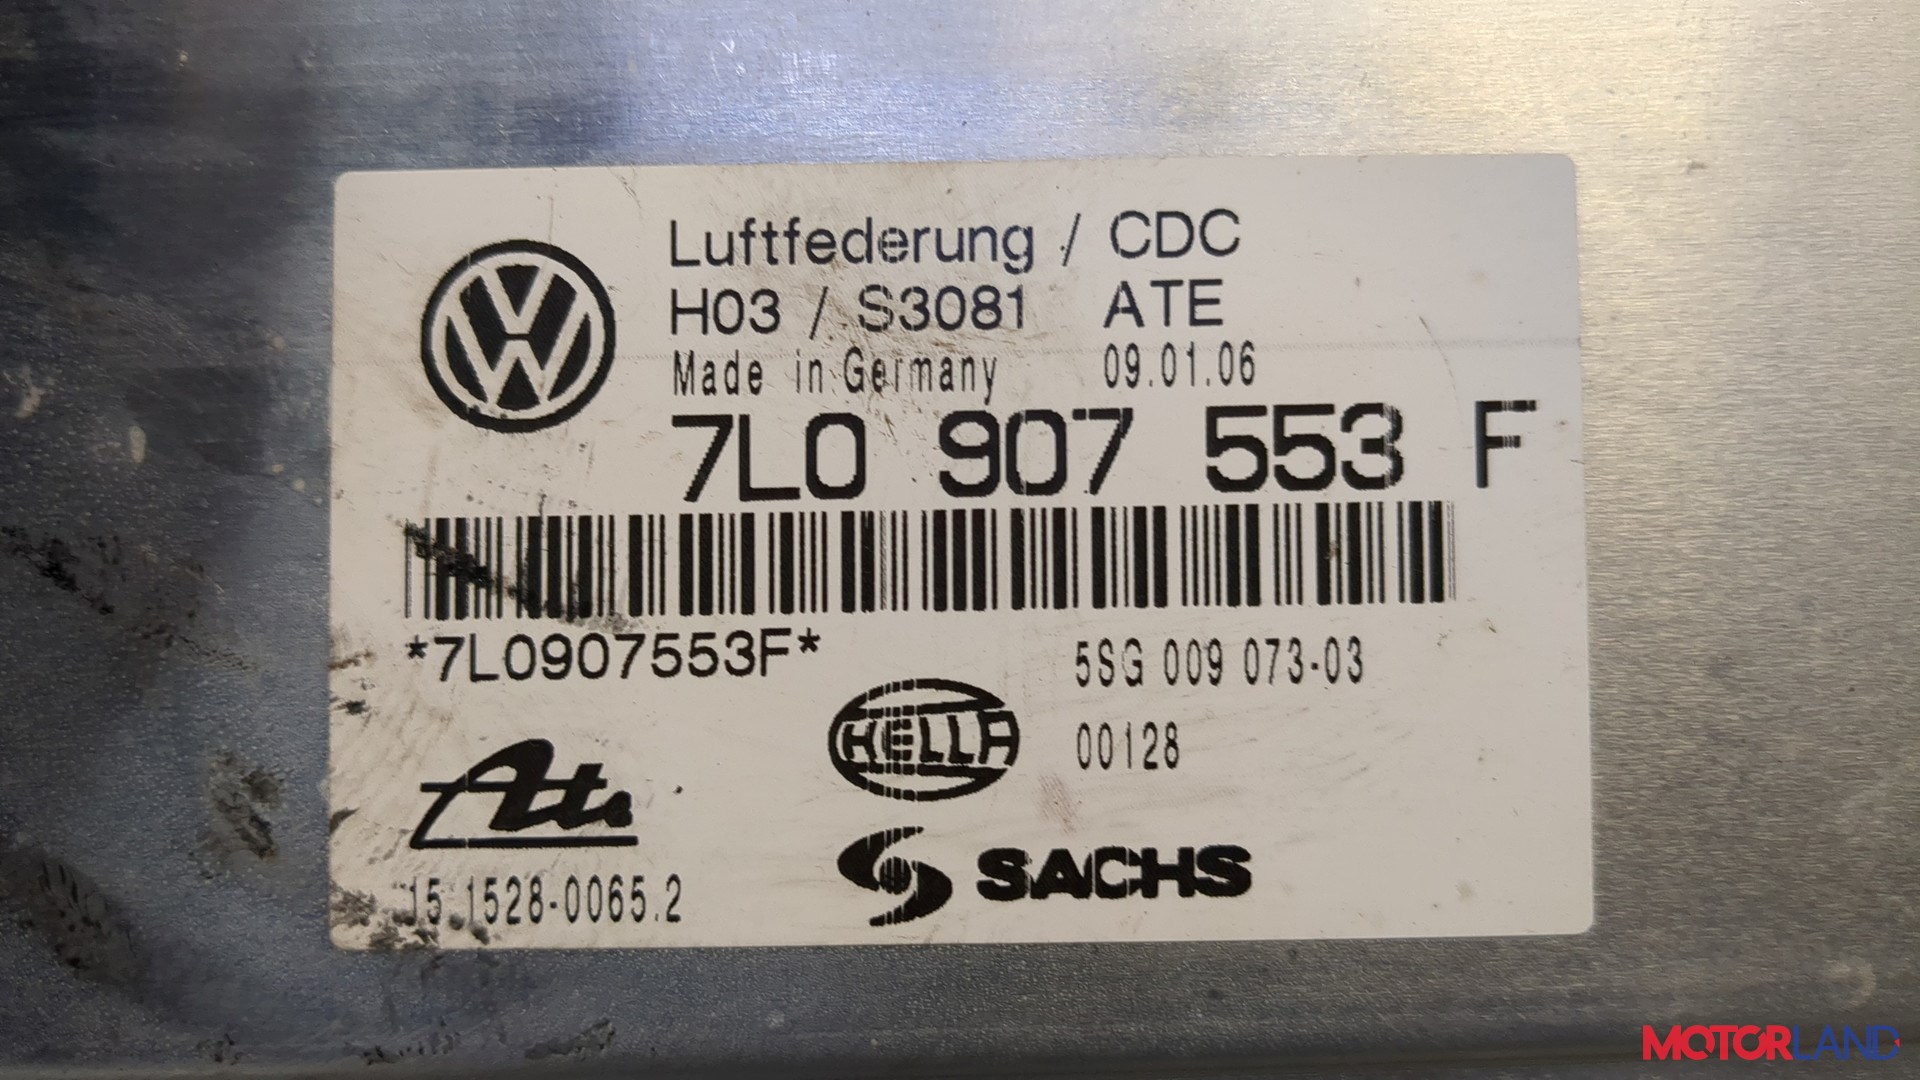 Luftfederung / CDC
H03 / S3081 ATE
Made in Germany 09.01.06
7L0 907 553 F
*7L0907553F*
5SG 009 073-03
HELLA
00128
Ate
SACHS
15.1528-0065.2
MOTORLAND